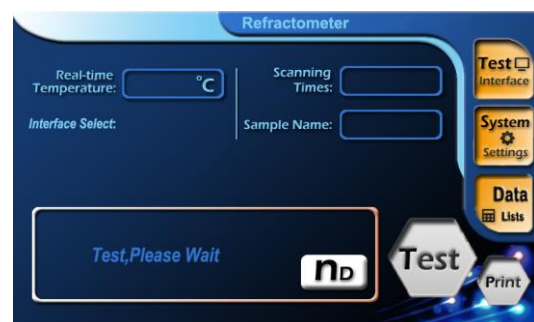 Refractometer
Real-time
Temperature:
°C
Scanning
Times:
Interface Select:
Sample Name:
Test
Interface
System
Settings
Data
Lists
Test,Please Wait
nD
Test
Print